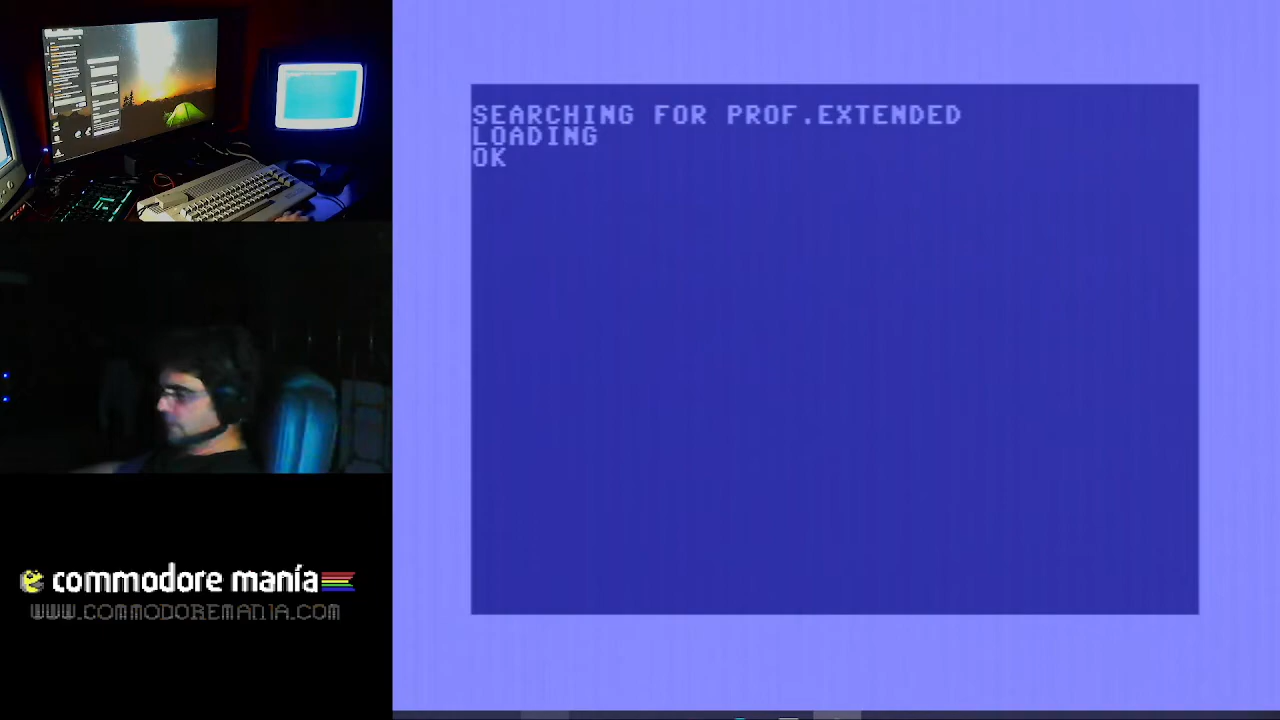 SEARCHING FOR PROF.EXTENDED
LOADING
OK
commodore manía
WWW.COMMODOREMANIA.COM